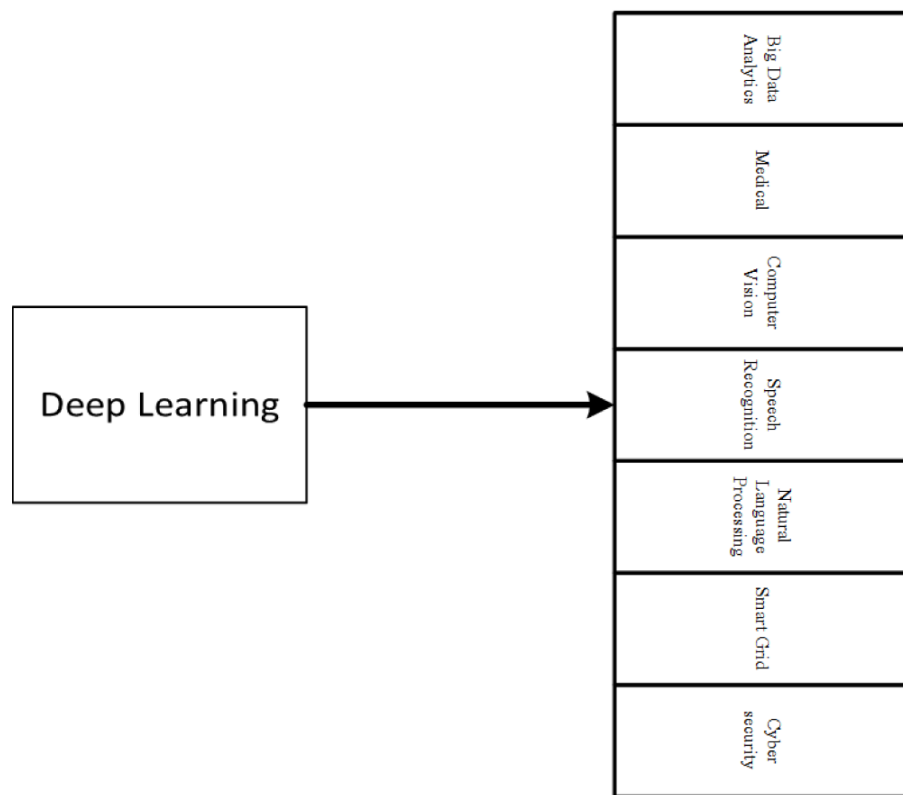 Deep Learning
Big Data
Analytics
Medical
Computer
Vision
Speech
Recognition
Natural
Language
Processing
Smart Grid
Cyber
security